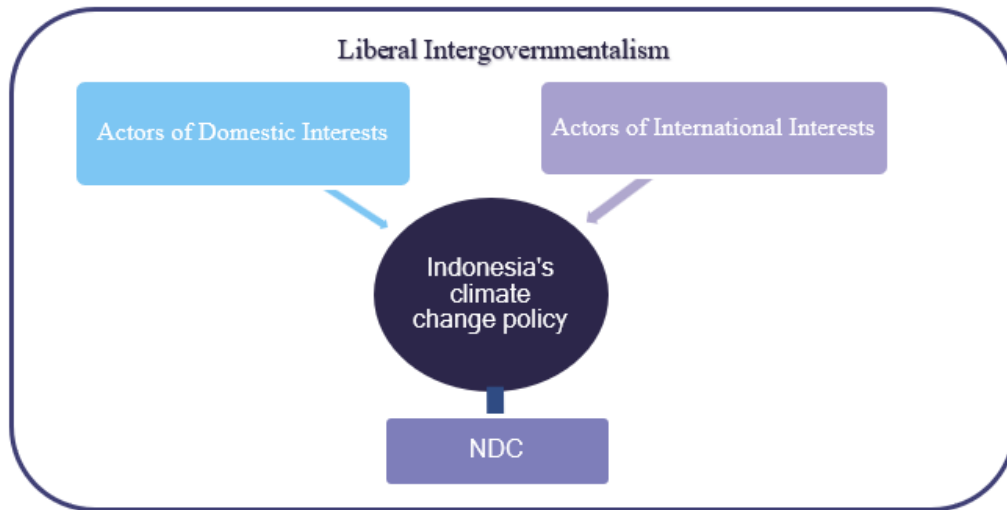 Liberal Intergovernmentalism
Actors of Domestic Interests
Actors of International Interests
Indonesia's
climate
change policy
NDC